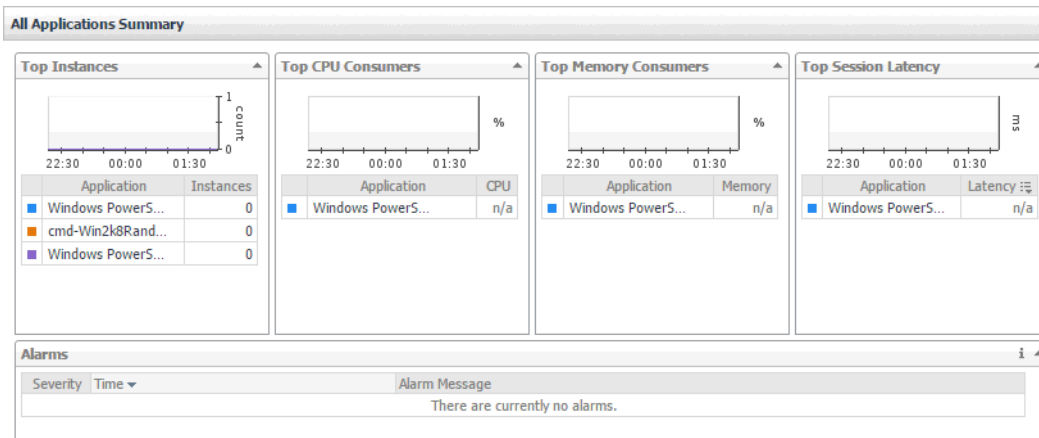 All Applications Summary
Top Instances
1
count
0
22:30 00:00 01:30
Application Instances
Windows PowerS... 0
cmd-Win2k8Rand... 0
Windows PowerS... 0
Top CPU Consumers
%
22:30 00:00 01:30
Application CPU
Windows PowerS... n/a
Top Memory Consumers
%
22:30 00:00 01:30
Application Memory
Windows PowerS... n/a
Top Session Latency
ms
22:30 00:00 01:30
Application Latency
Windows PowerS... n/a
Alarms
Severity Time Alarm Message
There are currently no alarms.